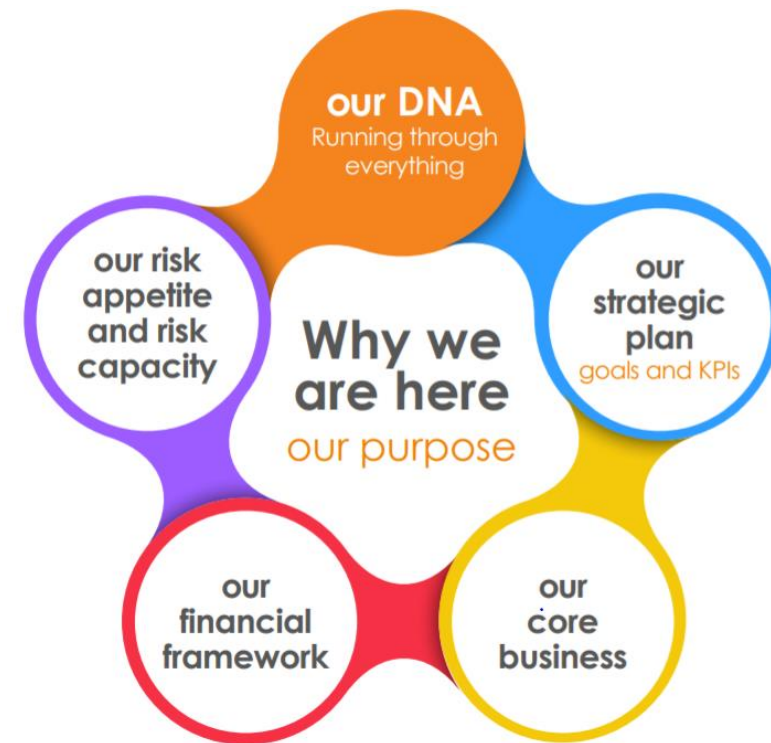 our DNA
Running through
everything
our risk
appetite
and risk
capacity
our
strategic
plan
goals and KPIs
Why we
are here
our purpose
our
financial
framework
our
core
business